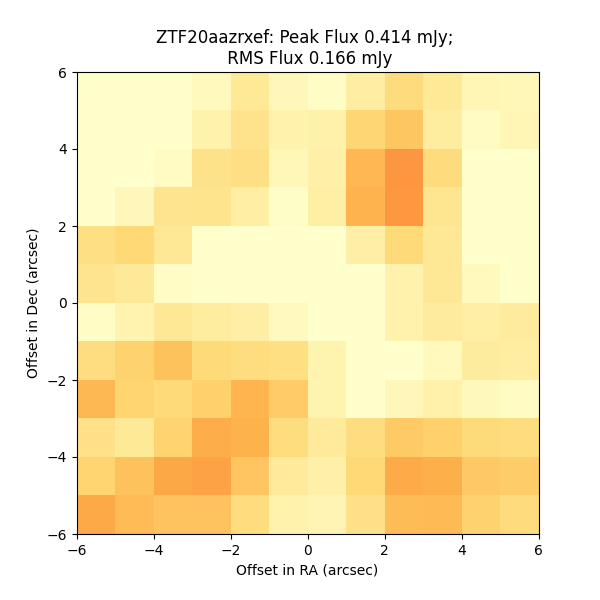 ZTF20aazrxef: Peak Flux 0.414 mJy;
RMS Flux 0.166 mJy
6
4
2
0
−2
−4
−6
Offset in Dec (arcsec)
−6 −4 −2 0 2 4 6
Offset in RA (arcsec)